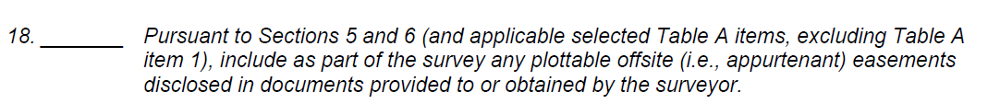 18. ________ Pursuant to Sections 5 and 6 (and applicable selected Table A items, excluding Table A
item 1), include as part of the survey any plottable offsite (i.e., appurtenant) easements
disclosed in documents provided to or obtained by the surveyor.